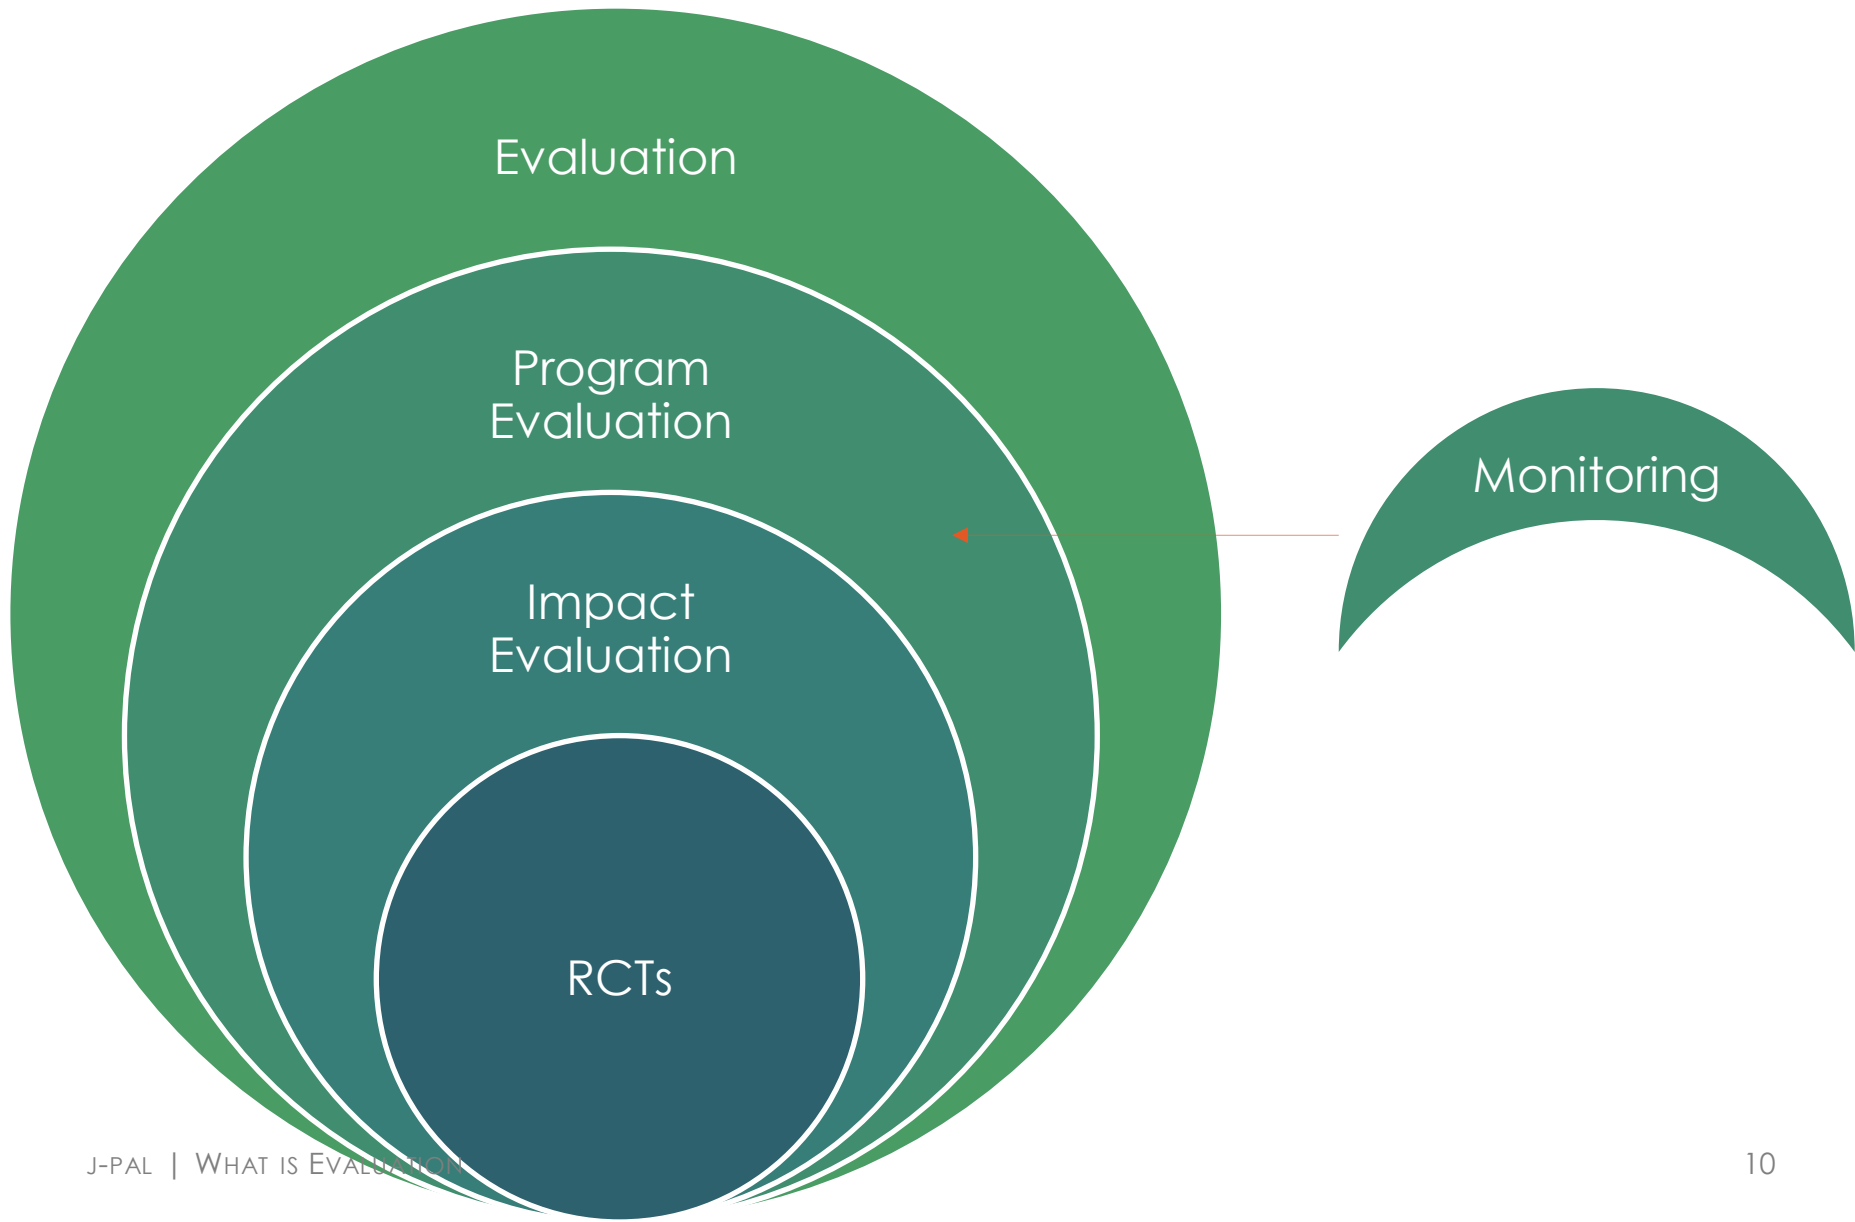 Evaluation
Program
Evaluation
Monitoring
Impact
Evaluation
RCTs
J-PAL | WHAT IS EVALUATION
10